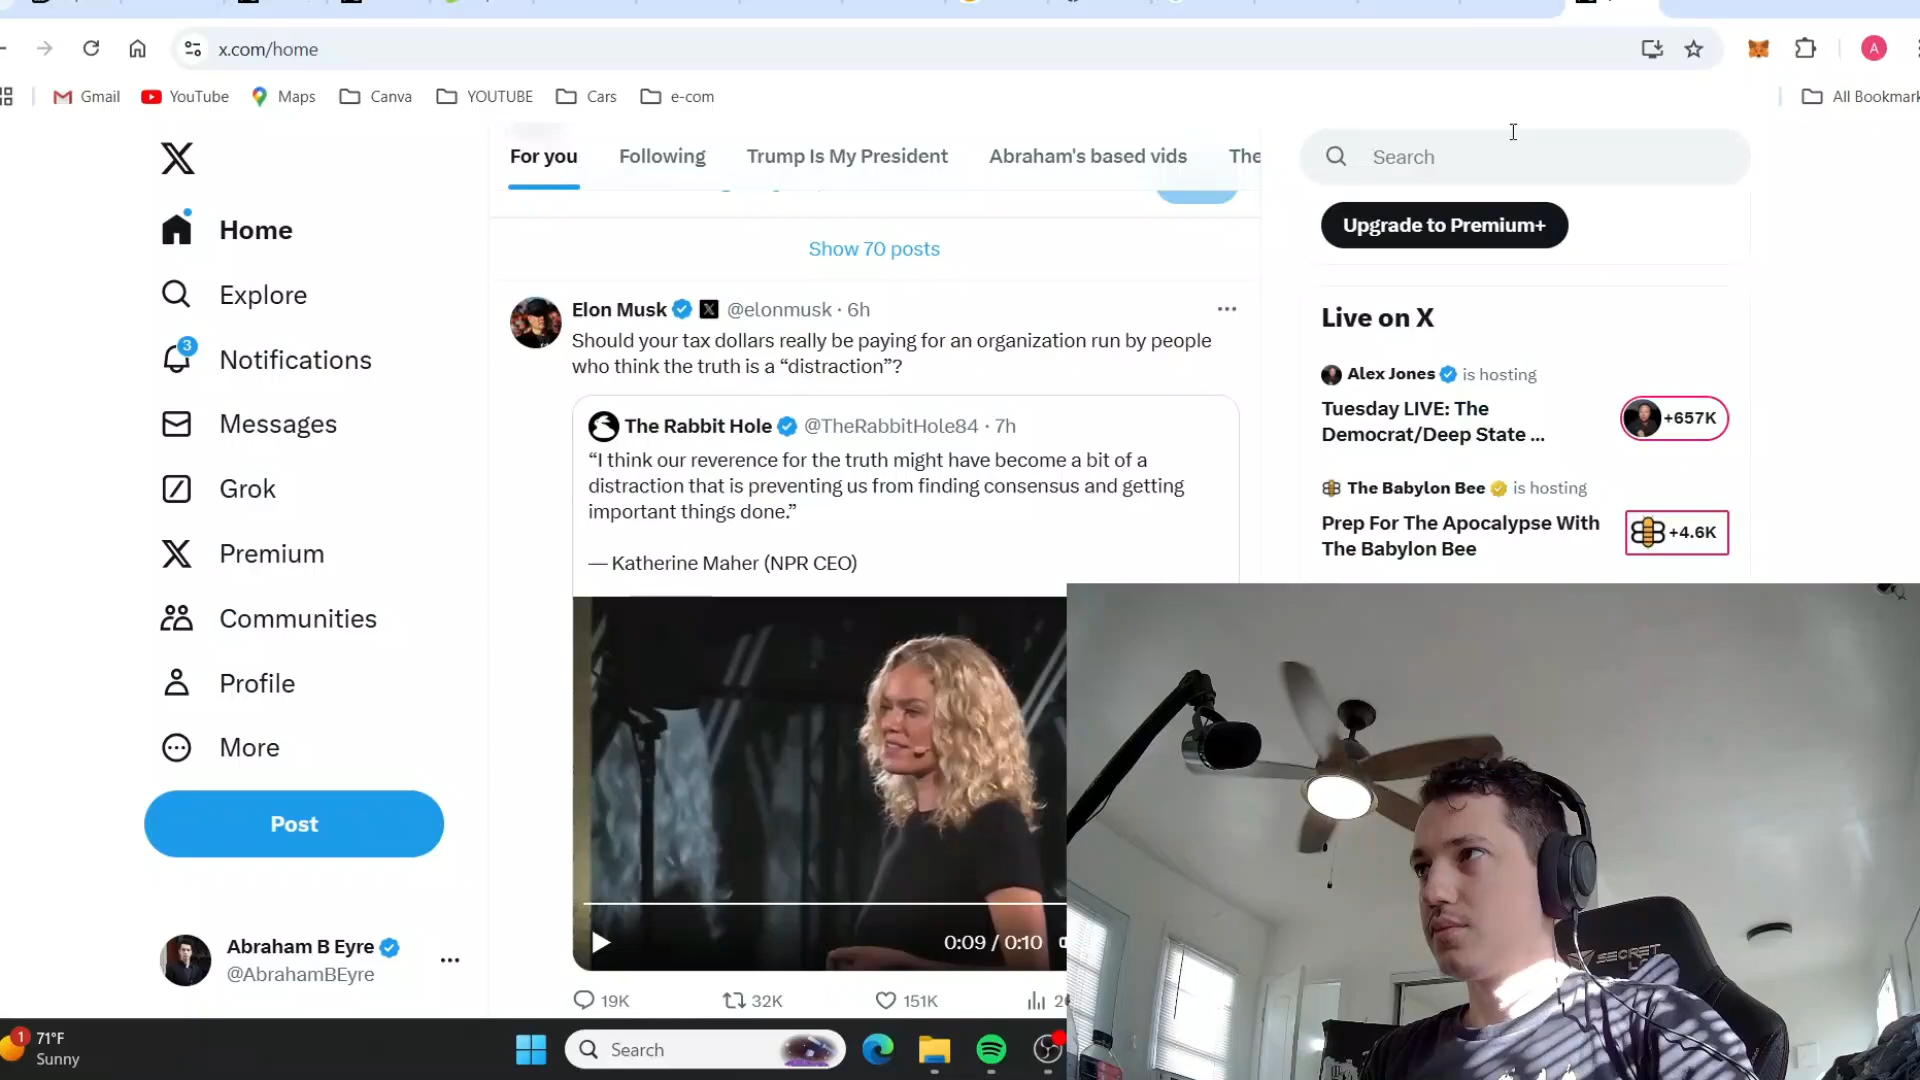 x.com/home
A
Gmail
YouTube
Maps
Canva
YOUTUBE
Cars
e-com
All Bookmark
For you
Following
Trump Is My President
Abraham's based vids
The
Search
Upgrade to Premium+
Show 70 posts
Home
Explore
3
Notifications
Messages
Grok
Premium
Communities
Profile
More
Post
Abraham B Eyre
@AbrahamBEyre
Elon Musk @elonmusk · 6h
Should your tax dollars really be paying for an organization run by people
who think the truth is a “distraction”?
The Rabbit Hole @TheRabbitHole84 · 7h
“I think our reverence for the truth might have become a bit of a
distraction that is preventing us from finding consensus and getting
important things done.”
— Katherine Maher (NPR CEO)
0:09 / 0:10
19K
32K
151K
Live on X
Alex Jones is hosting
Tuesday LIVE: The
Democrat/Deep State ...
+657K
The Babylon Bee is hosting
Prep For The Apocalypse With
The Babylon Bee
+4.6K
SECRET
1
71°F
Sunny
Search